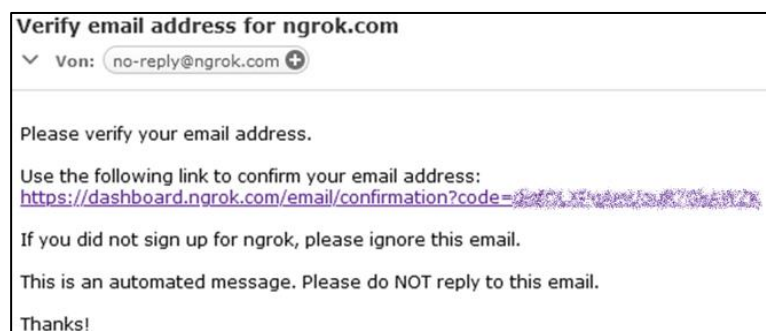 Verify email address for ngrok.com
Von: no-reply@ngrok.com
Please verify your email address.
Use the following link to confirm your email address:
https://dashboard.ngrok.com/email/confirmation?code=
If you did not sign up for ngrok, please ignore this email.
This is an automated message. Please do NOT reply to this email.
Thanks!